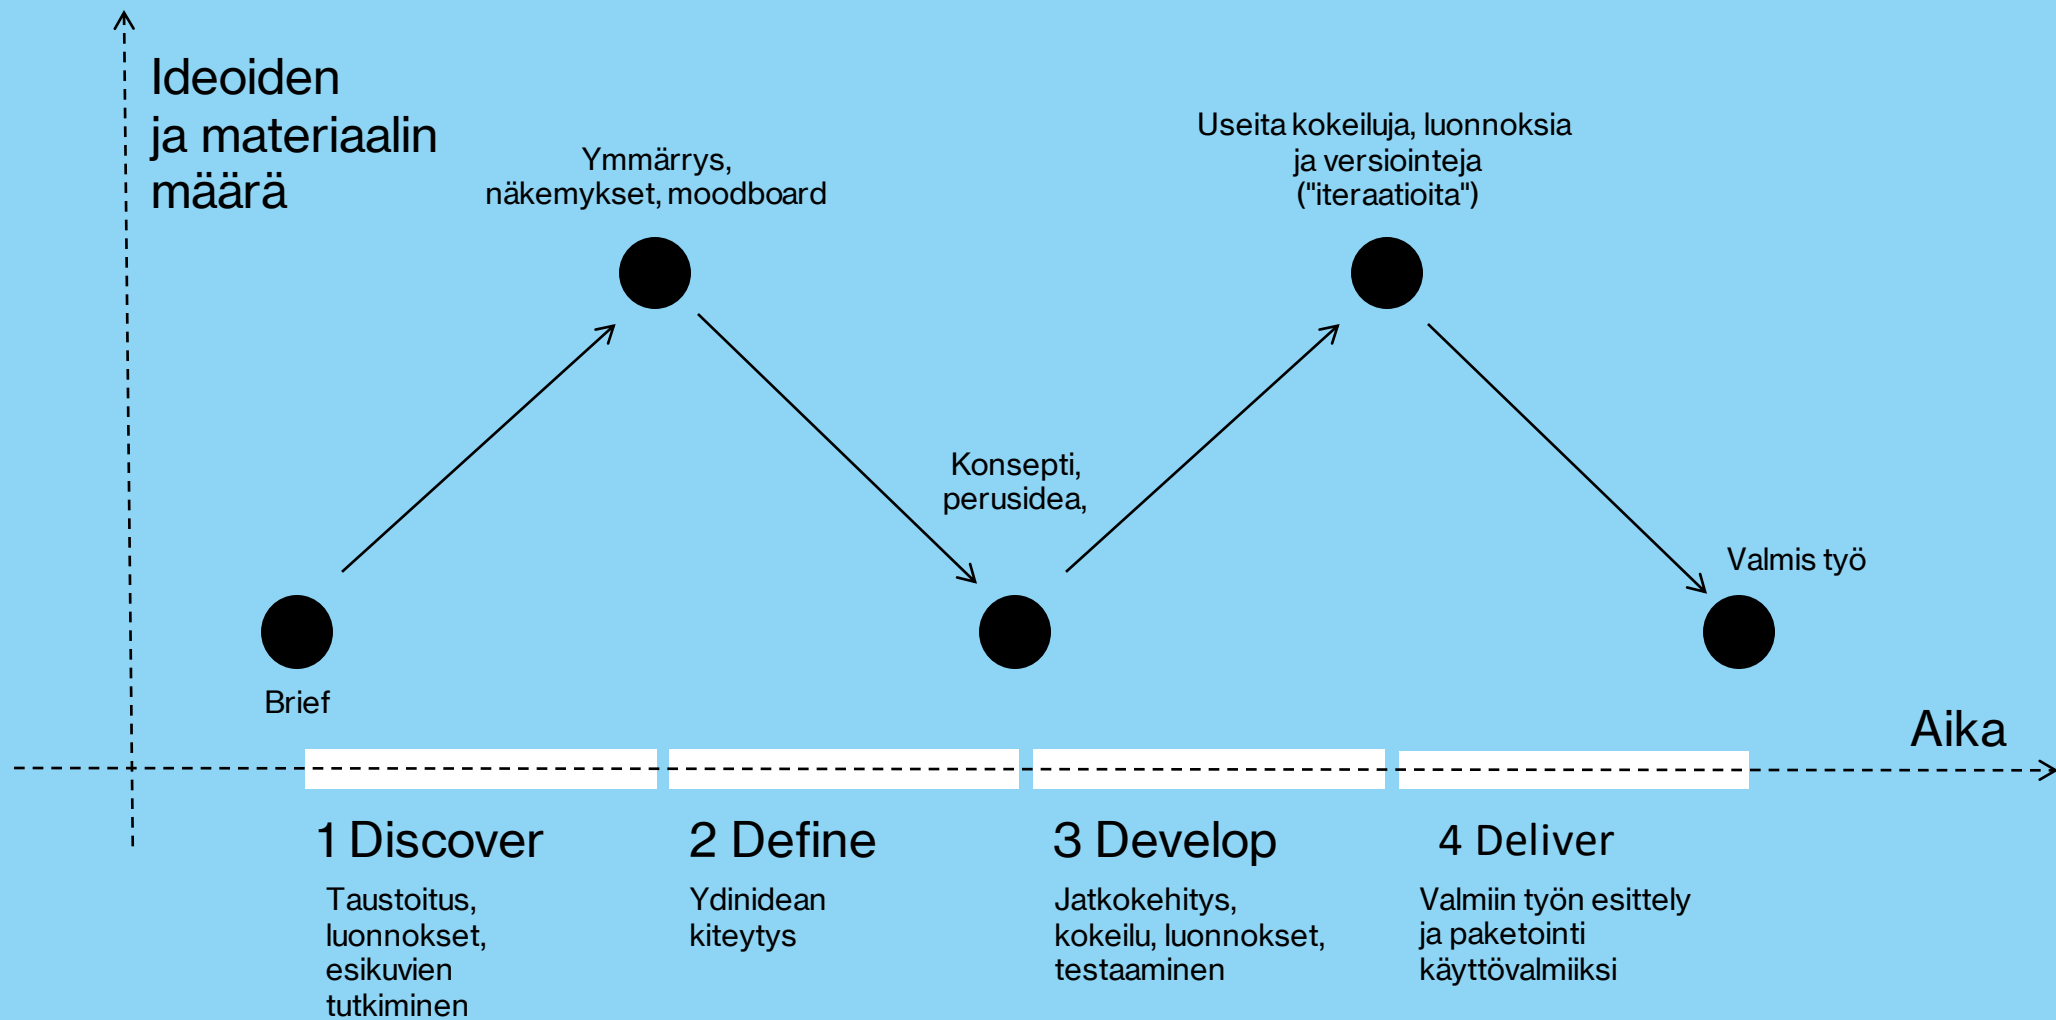 Ideoiden
ja materiaalin
määrä
Ymmärrys,
näkemykset, moodboard
Useita kokeiluja, luonnoksia
ja versiointeja
("iteraatioita")
Konsepti,
perusidea,
Valmis työ
Brief
Aika
1 Discover
Taustoitus,
luonnokset,
esikuvien
tutkiminen
2 Define
Ydinidean
kiteytys
3 Develop
Jatkokehitys,
kokeilu, luonnokset,
testaaminen
4 Deliver
Valmiin työn esittely
ja paketointi
käyttövalmiiksi